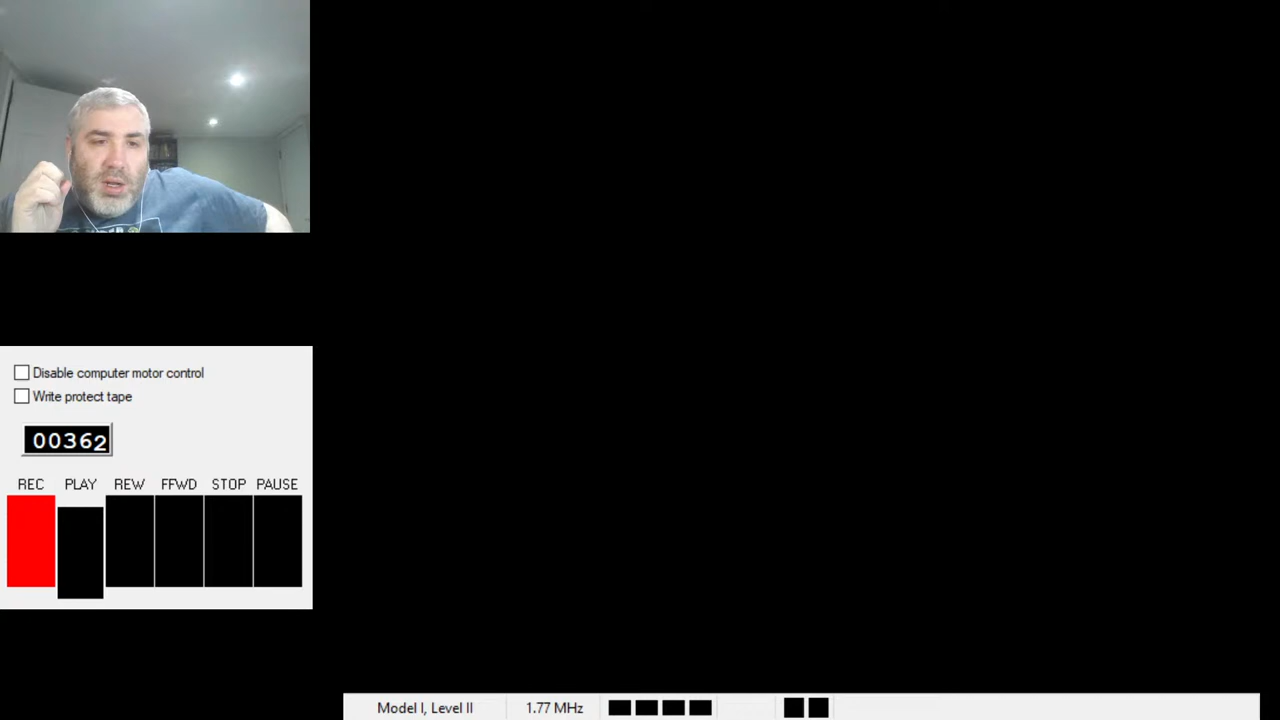 Disable computer motor control
Write protect tape
00362
REC PLAY REW FFWD STOP PAUSE
Model I, Level II 1.77 MHz